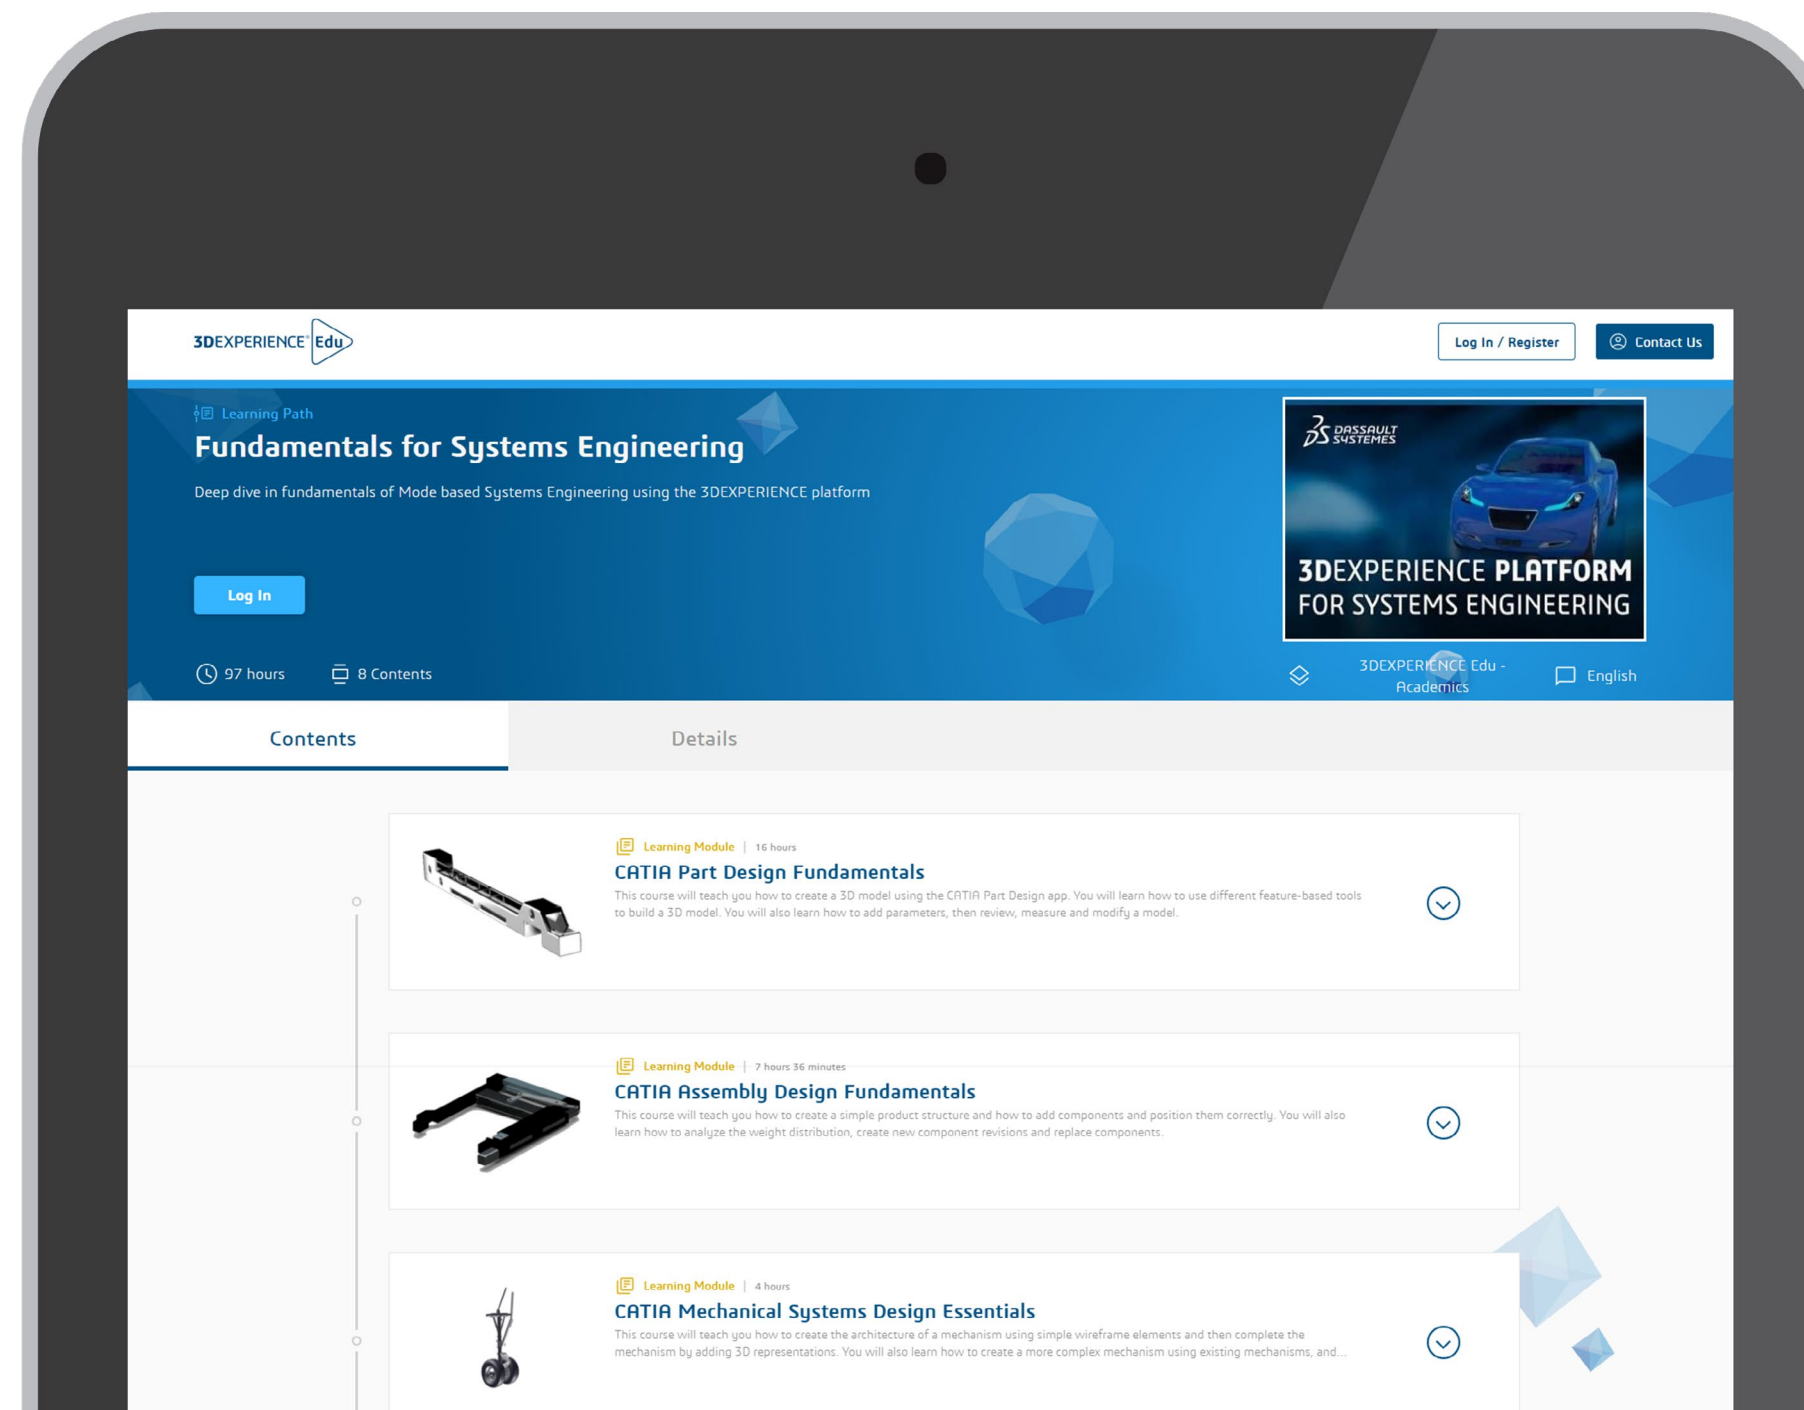 3DEXPERIENCE® Edu
Log In / Register
Contact Us
Learning Path
Fundamentals for Systems Engineering
Deep dive in fundamentals of Mode based Systems Engineering using the 3DEXPERIENCE platform
Log In
97 hours
8 Contents
DASSAULT
SYSTEMES
3DEXPERIENCE PLATFORM
FOR SYSTEMS ENGINEERING
3DEXPERIENCE Edu -
Academics
English
Contents
Details
Learning Module | 16 hours
CATIA Part Design Fundamentals
This course will teach you how to create a 3D model using the CATIA Part Design app. You will learn how to use different feature-based tools
to build a 3D model. You will also learn how to add parameters, then review, measure and modify a model.
Learning Module | 7 hours 36 minutes
CATIA Assembly Design Fundamentals
This course will teach you how to create a simple product structure and how to add components and position them correctly. You will also
learn how to analyze the weight distribution, create new component revisions and replace components.
Learning Module | 4 hours
CATIA Mechanical Systems Design Essentials
This course will teach you how to create the architecture of a mechanism using simple wireframe elements and then complete the
mechanism by adding 3D representations. You will also learn how to create a more complex mechanism using existing mechanisms, and...